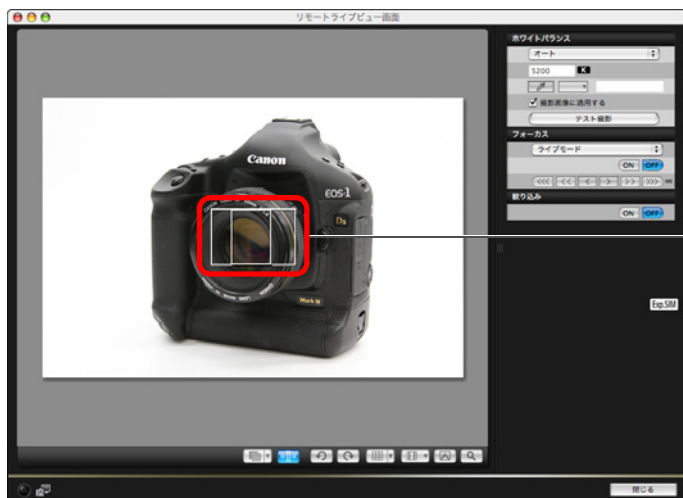 リモートライブビュー画面
ホワイトバランス
オート
5200 K
撮影画像に適用する
テスト撮影
フォーカス
ライブモード
ON OFF
<<< << < > >> >>> ∞
絞り込み
ON OFF
Canon
EOS-1
Ds
Mark III
Exp.SIM
閉じる